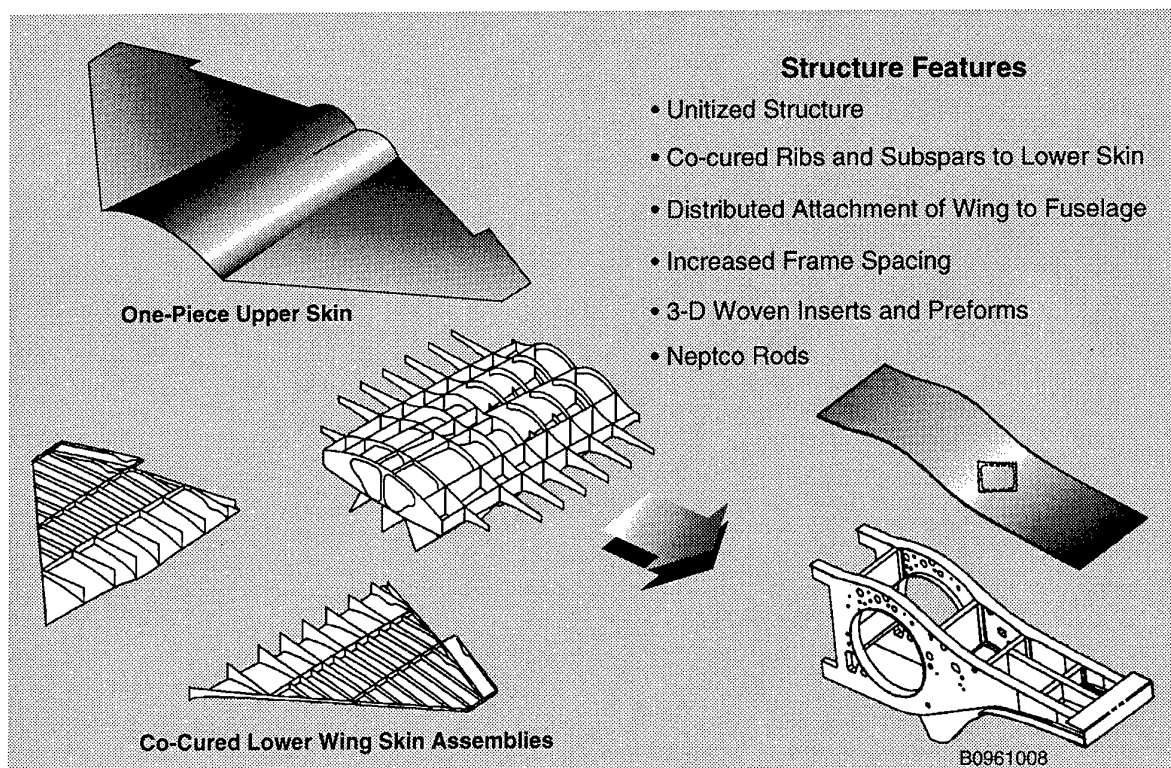 Structure Features
• Unitized Structure
• Co-cured Ribs and Subspars to Lower Skin
• Distributed Attachment of Wing to Fuselage
• Increased Frame Spacing
• 3-D Woven Inserts and Preforms
• Neptco Rods
One-Piece Upper Skin
Co-Cured Lower Wing Skin Assemblies
B0961008